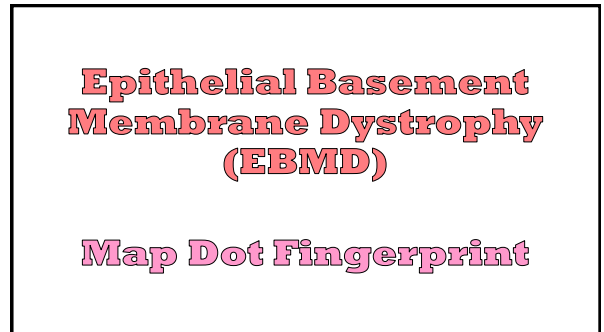 Epithelial Basement
Membrane Dystrophy
(EBMD)
Map Dot Fingerprint